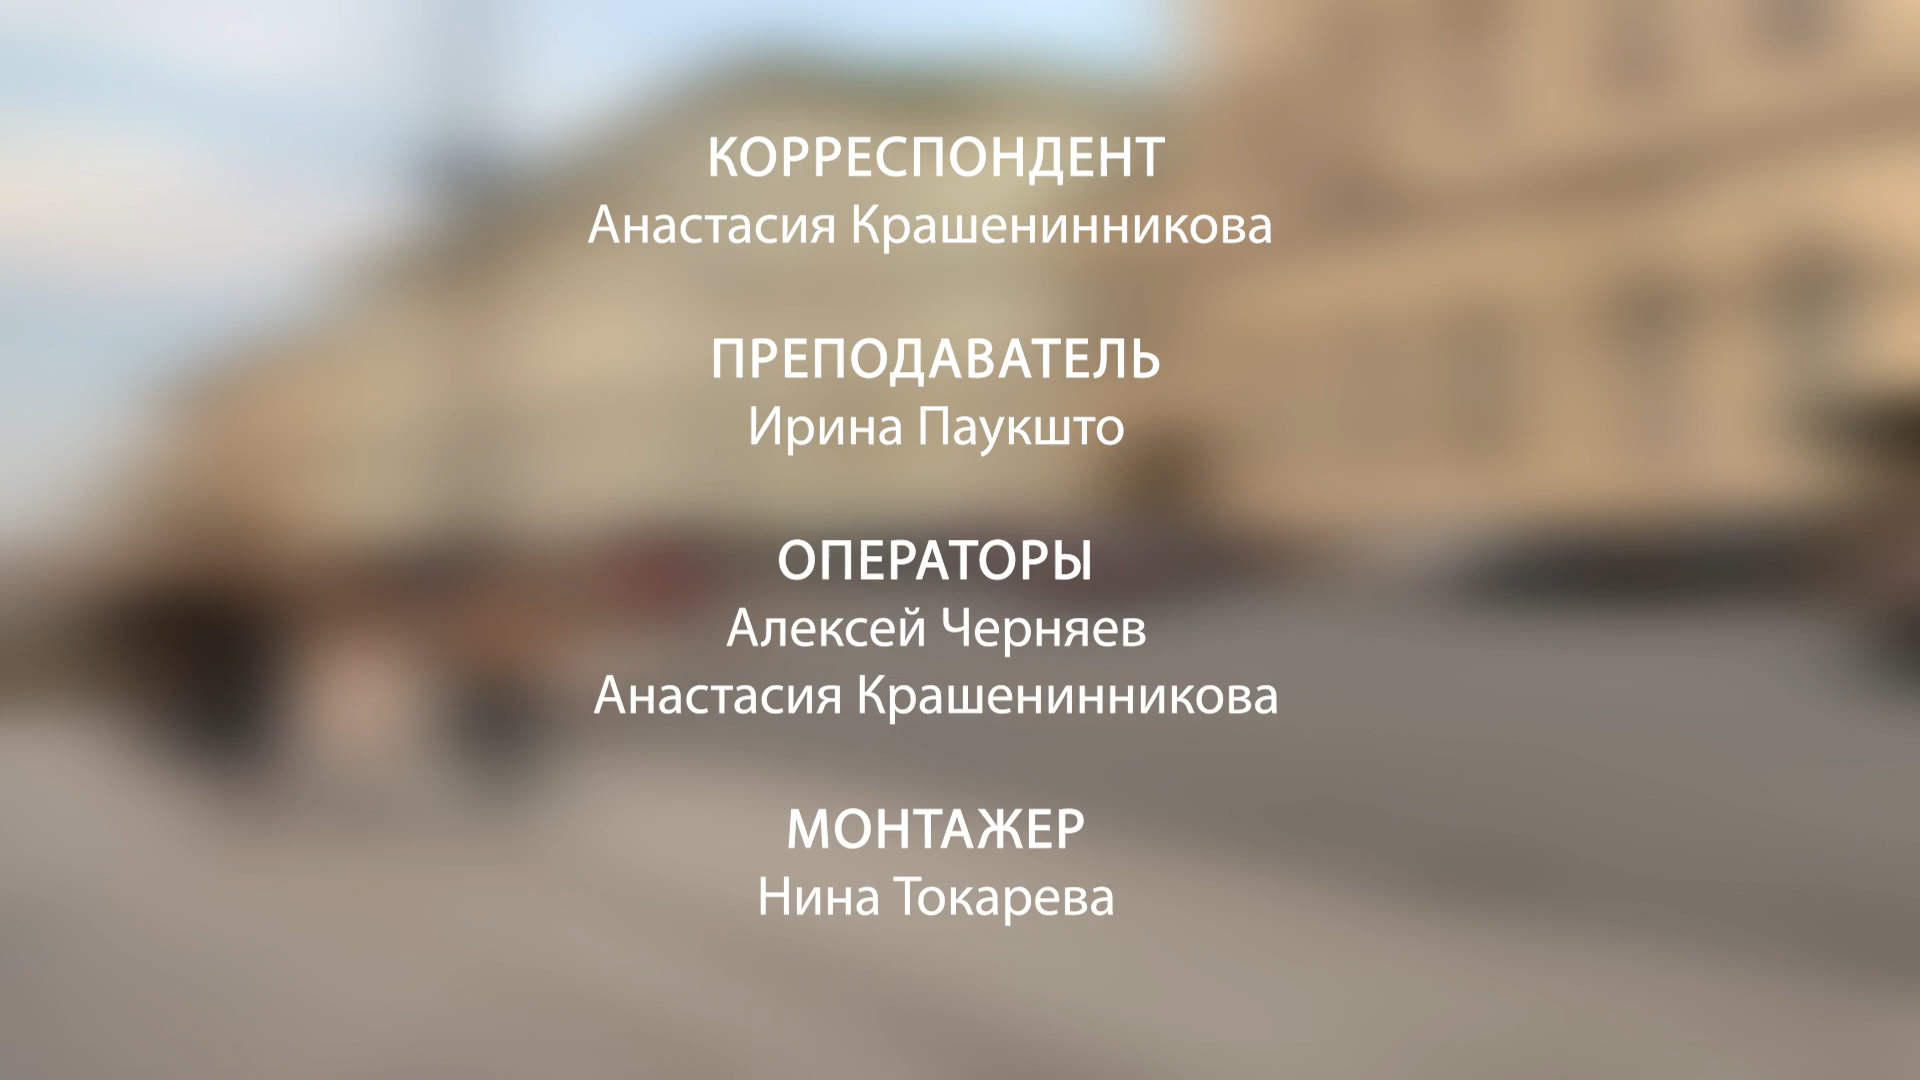 КОРРЕСПОНДЕНТ
Анастасия Крашенинникова
ПРЕПОДАВАТЕЛЬ
Ирина Паукшто
ОПЕРАТОРЫ
Алексей Черняев
Анастасия Крашенинникова
МОНТАЖЕР
Нина Токарева